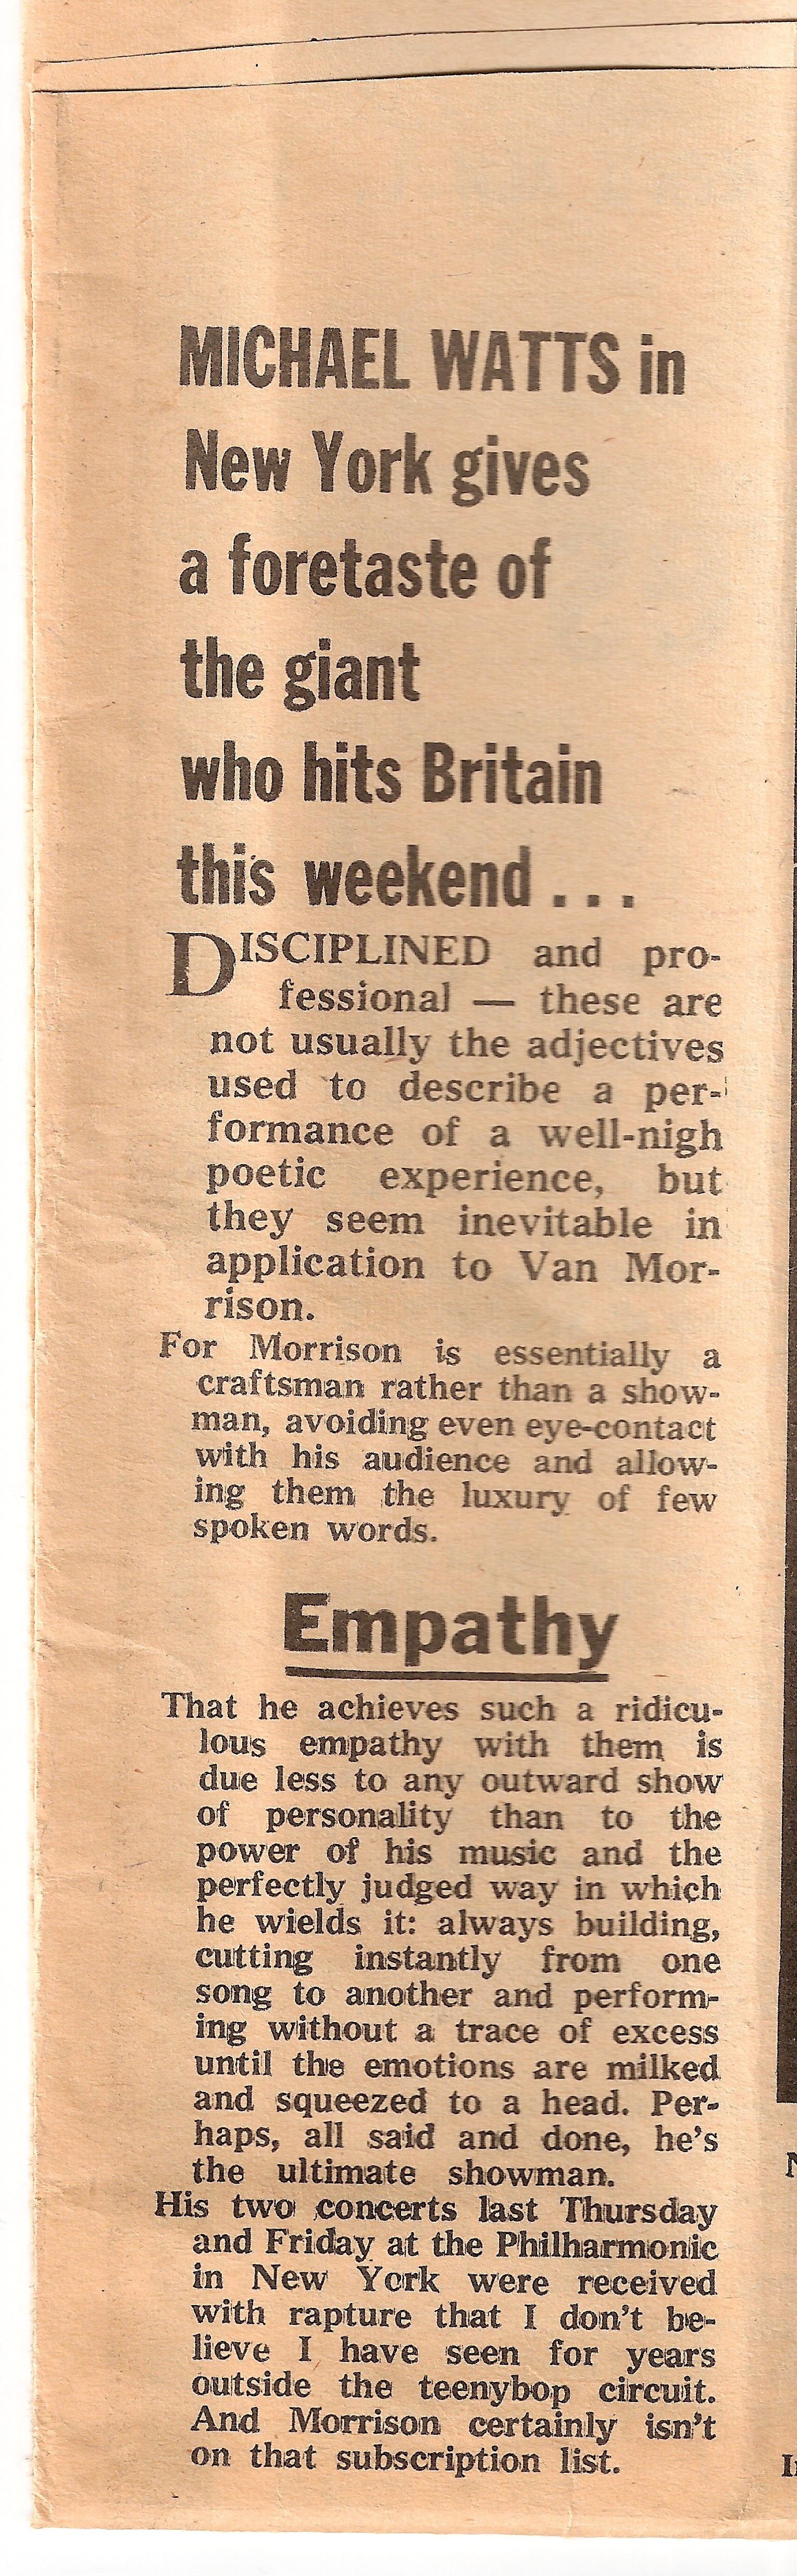 MICHAEL WATTS in
New York gives
a foretaste of
the giant
who hits Britain
this weekend . . .
DISCIPLINED and pro-
fessional — these are
not usually the adjectives
used to describe a per-
formance of a well-nigh
poetic experience, but
they seem inevitable in
application to Van Mor-
rison.
For Morrison is essentially a
craftsman rather than a show-
man, avoiding even eye-contact
with his audience and allow-
ing them the luxury of few
spoken words.
Empathy
That he achieves such a ridicu-
lous empathy with them is
due less to any outward show
of personality than to the
power of his music and the
perfectly judged way in which
he wields it: always building,
cutting instantly from one
song to another and perform-
ing without a trace of excess
until the emotions are milked
and squeezed to a head. Per-
haps, all said and done, he's
the ultimate showman.
His two concerts last Thursday
and Friday at the Philharmonic
in New York were received
with rapture that I don't be-
lieve I have seen for years
outside the teenybop circuit.
And Morrison certainly isn't
on that subscription list.